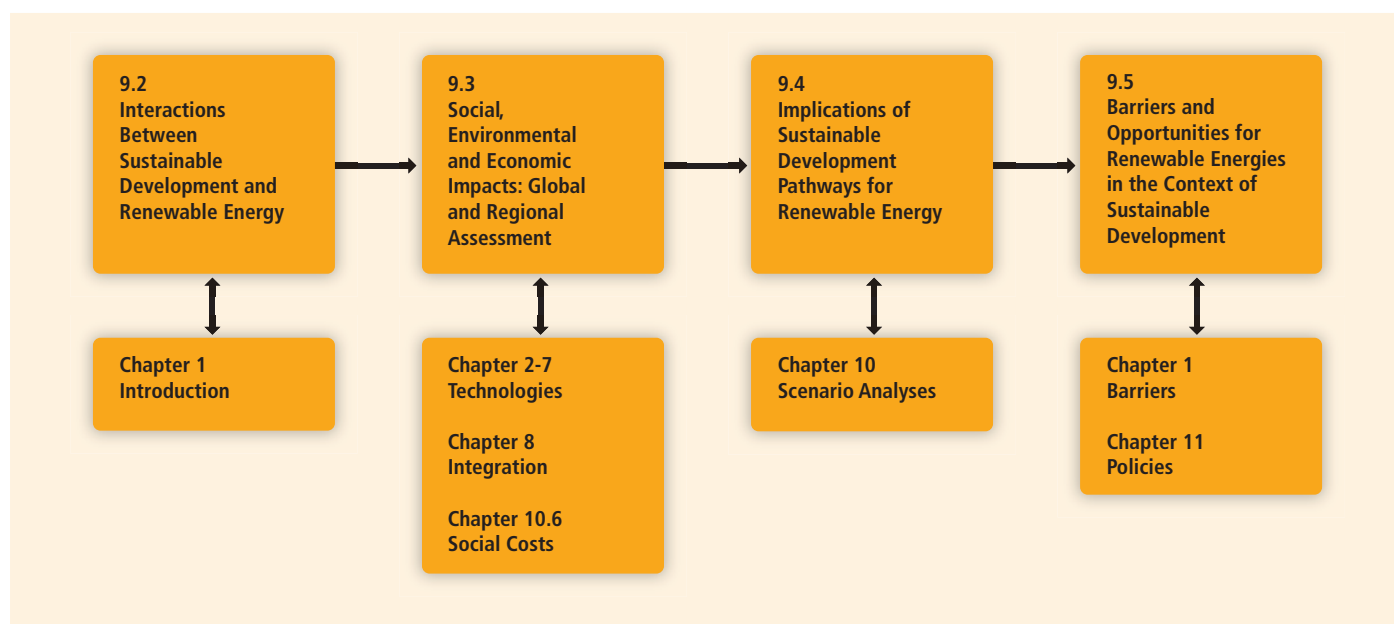 9.2
Interactions
Between
Sustainable
Development and
Renewable Energy
9.3
Social,
Environmental
and Economic
Impacts: Global
and Regional
Assessment
9.4
Implications of
Sustainable
Development
Pathways for
Renewable Energy
9.5
Barriers and
Opportunities for
Renewable Energies
in the Context of
Sustainable
Development
Chapter 1
Introduction
Chapter 2-7
Technologies
Chapter 8
Integration
Chapter 10.6
Social Costs
Chapter 10
Scenario Analyses
Chapter 1
Barriers
Chapter 11
Policies